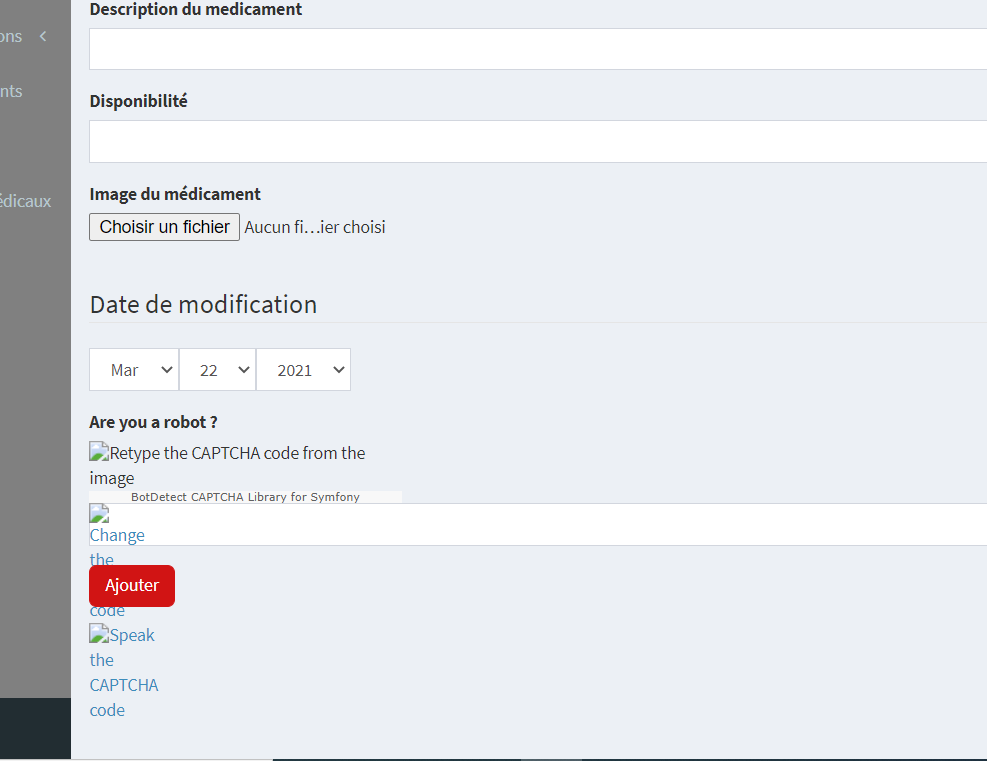 Description du medicament
ons
Disponibilité
nts
Image du médicament
édicaux
Choisir un fichier Aucun fi…ier choisi
Date de modification
Mar 22 2021
Are you a robot ?
Retype the CAPTCHA code from the
image
BotDetect CAPTCHA Library for Symfony
Change
the
Ajouter
code
Speak
the
CAPTCHA
code